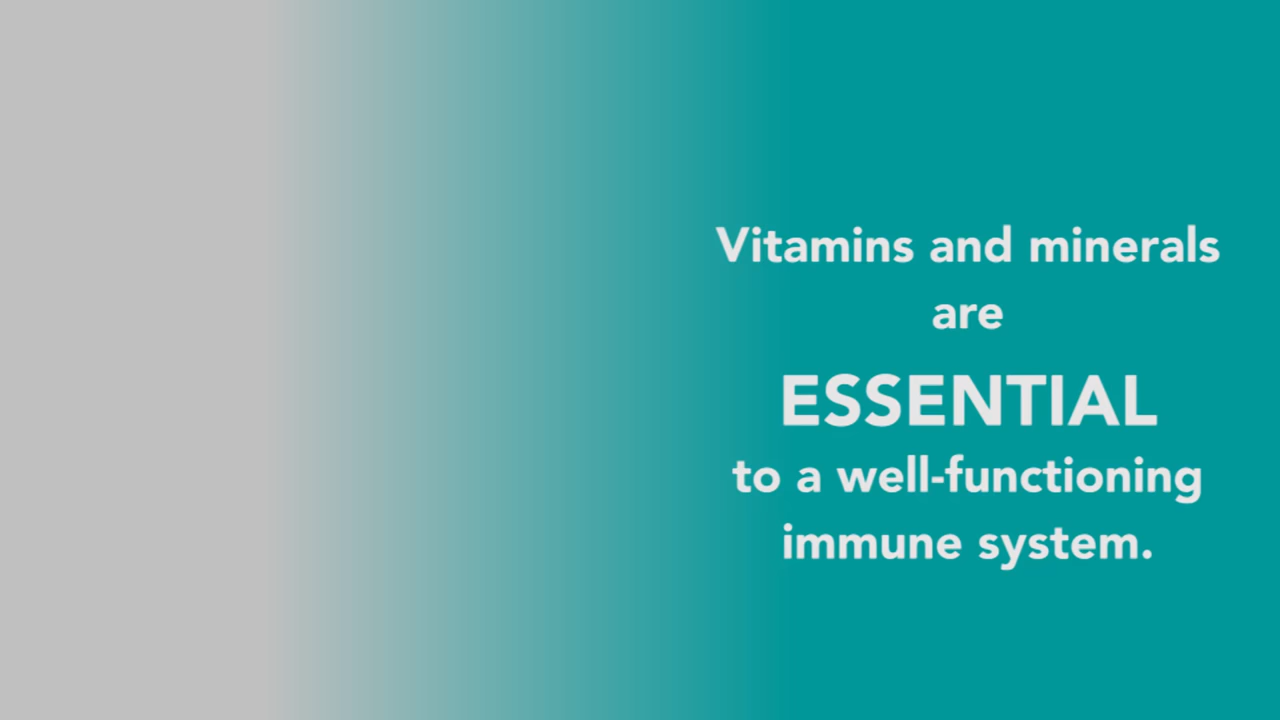 Vitamins and minerals
are
ESSENTIAL
to a well-functioning
immune system.